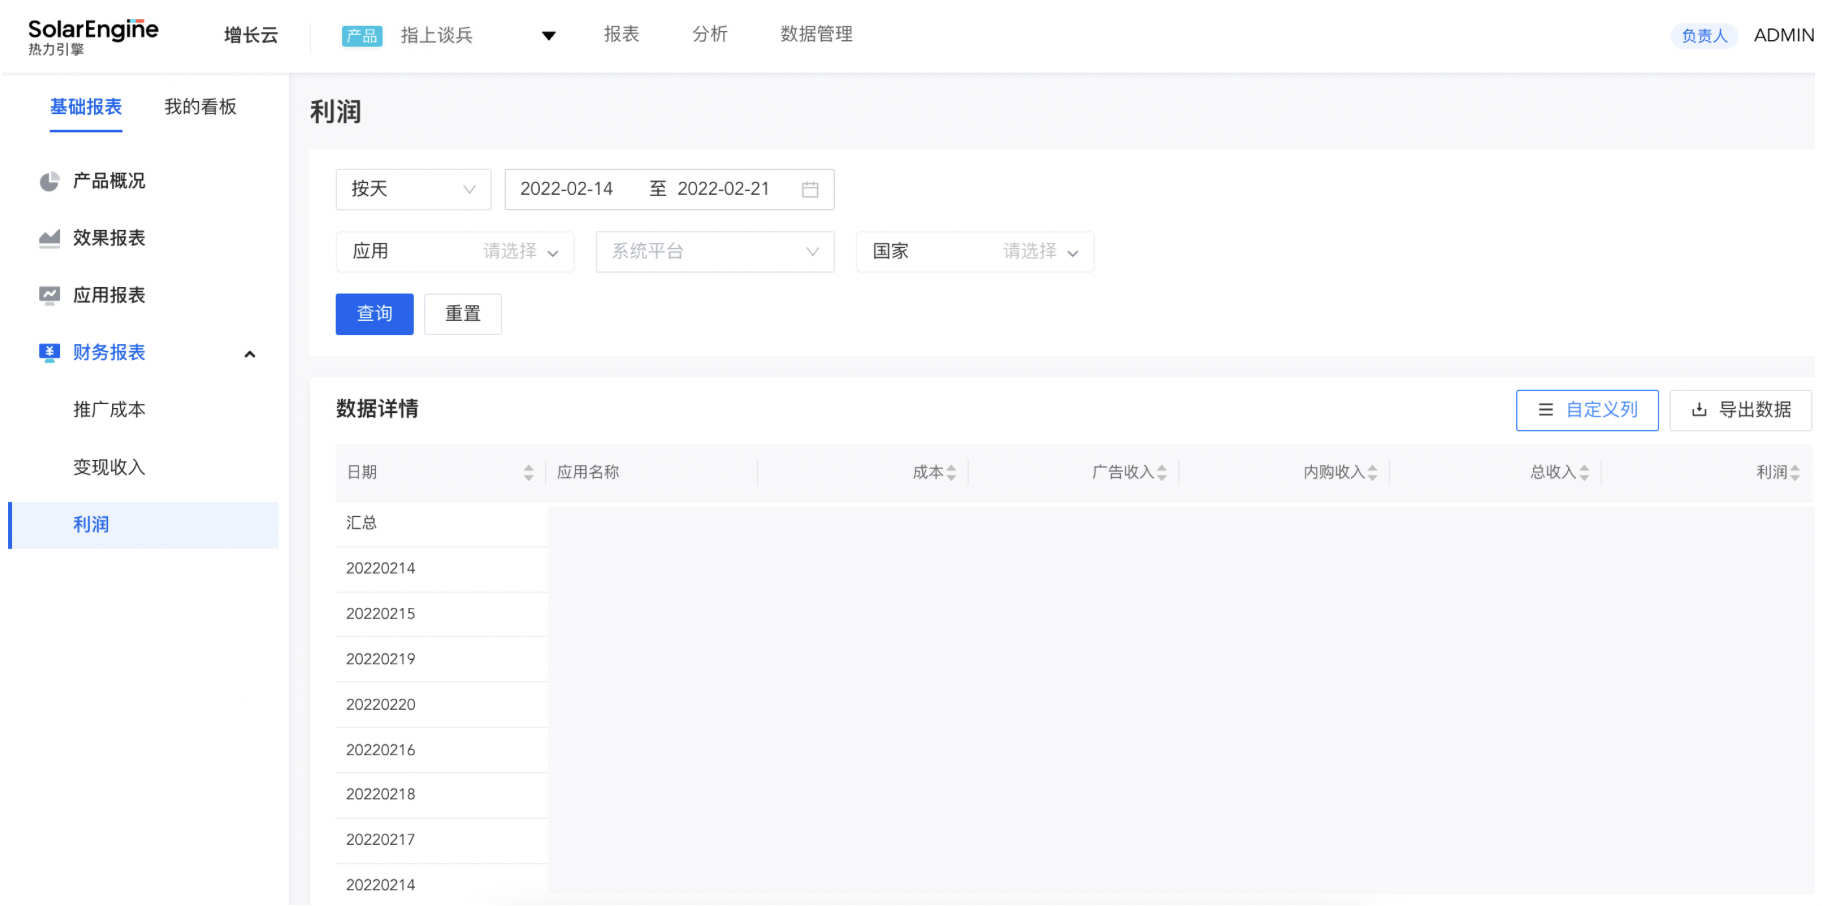 SolarEngine
热力引擎
增长云
产品 指上谈兵
报表
分析
数据管理
负责人 ADMIN
基础报表
我的看板
产品概况
效果报表
应用报表
财务报表
推广成本
变现收入
利润
利润
按天
2022-02-14 至 2022-02-21
应用 请选择
系统平台
国家 请选择
查询
重置
数据详情
自定义列
导出数据
日期 应用名称 成本 广告收入 内购收入 总收入 利润
汇总
20220214
20220215
20220219
20220220
20220216
20220218
20220217
20220214